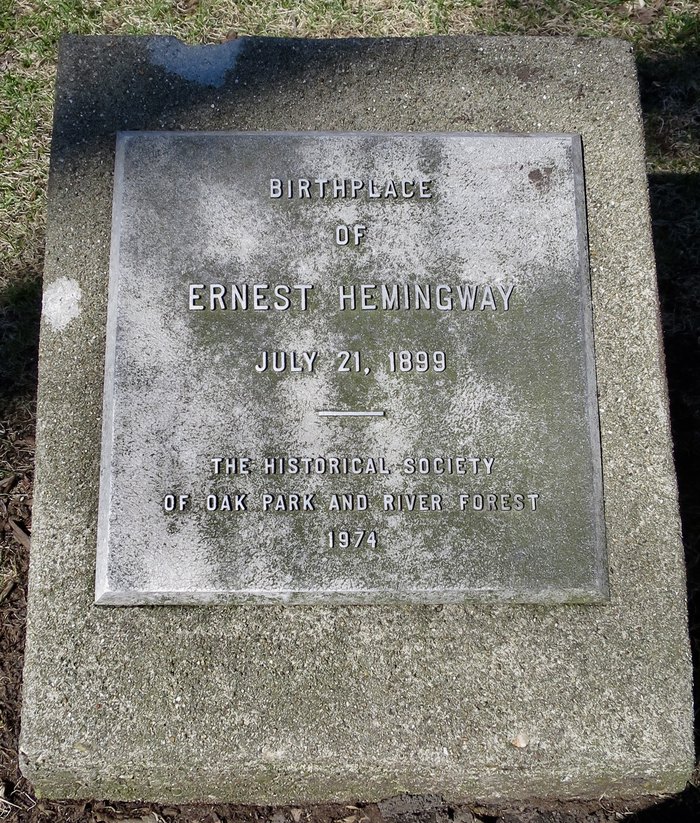 BIRTHPLACE
OF
ERNEST HEMINGWAY
JULY 21, 1899
THE HISTORICAL SOCIETY
OF OAK PARK AND RIVER FOREST
1974